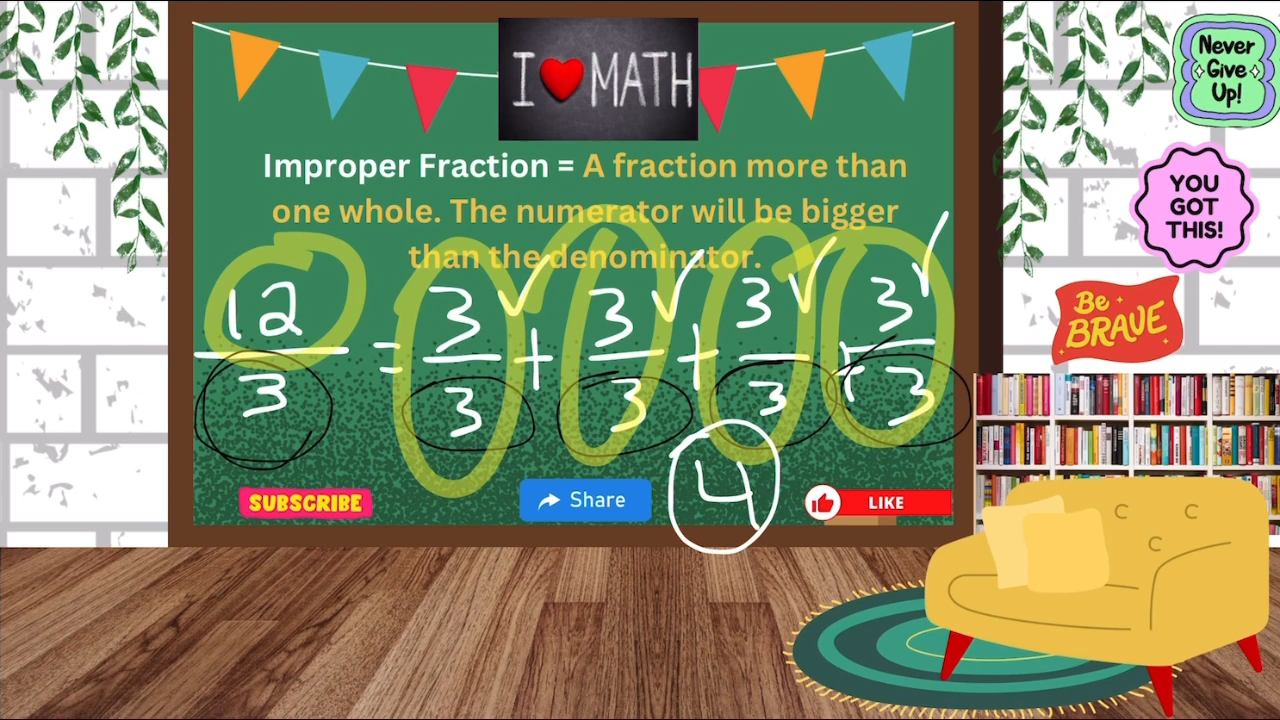 I ❤ MATH
Never
Give
Up!
YOU
GOT
THIS!
Be
BRAVE
Improper Fraction = A fraction more than
one whole. The numerator will be bigger
than the denominator.
12/3 = 3/3 + 3/3 + 3/3 + 3/3
4
SUBSCRIBE
Share
LIKE